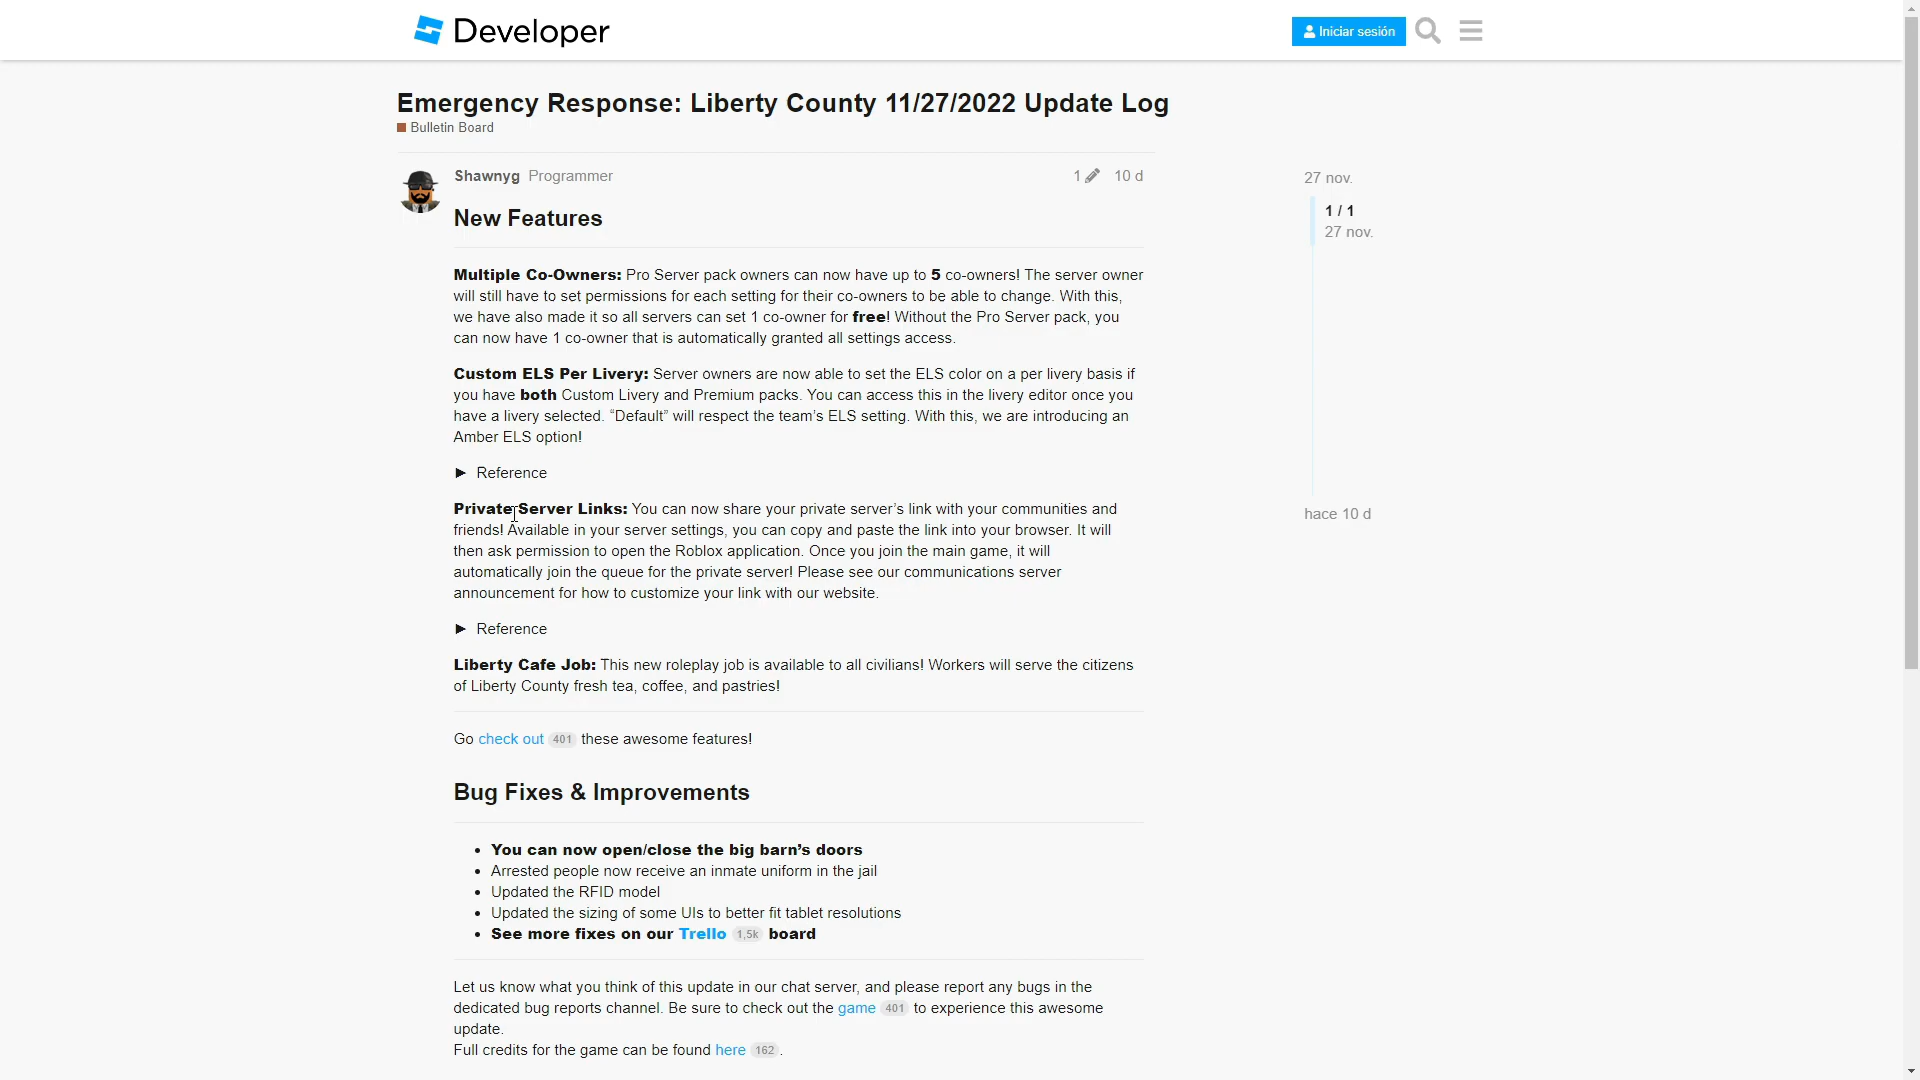 Developer
Iniciar sesión
Emergency Response: Liberty County 11/27/2022 Update Log
Bulletin Board
Shawnyg Programmer
1 10 d
27 nov.
1 / 1
27 nov.
hace 10 d
New Features
Multiple Co-Owners: Pro Server pack owners can now have up to 5 co-owners! The server owner
will still have to set permissions for each setting for their co-owners to be able to change. With this,
we have also made it so all servers can set 1 co-owner for free! Without the Pro Server pack, you
can now have 1 co-owner that is automatically granted all settings access.
Custom ELS Per Livery: Server owners are now able to set the ELS color on a per livery basis if
you have both Custom Livery and Premium packs. You can access this in the livery editor once you
have a livery selected. “Default” will respect the team’s ELS setting. With this, we are introducing an
Amber ELS option!
► Reference
Private Server Links: You can now share your private server’s link with your communities and
friends! Available in your server settings, you can copy and paste the link into your browser. It will
then ask permission to open the Roblox application. Once you join the main game, it will
automatically join the queue for the private server! Please see our communications server
announcement for how to customize your link with our website.
► Reference
Liberty Cafe Job: This new roleplay job is available to all civilians! Workers will serve the citizens
of Liberty County fresh tea, coffee, and pastries!
Go check out 401 these awesome features!
Bug Fixes & Improvements
• You can now open/close the big barn’s doors
• Arrested people now receive an inmate uniform in the jail
• Updated the RFID model
• Updated the sizing of some UIs to better fit tablet resolutions
• See more fixes on our Trello 1,5k board
Let us know what you think of this update in our chat server, and please report any bugs in the
dedicated bug reports channel. Be sure to check out the game 401 to experience this awesome
update.
Full credits for the game can be found here 162 .